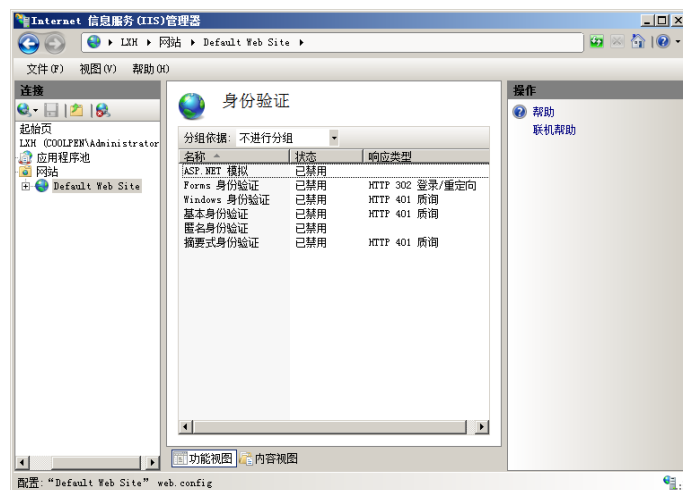 Internet 信息服务(IIS)管理器
LXH 网站 Default Web Site
文件(F) 视图(V) 帮助(H)
连接
起始页
LXH (COOLPEN\Administrator
应用程序池
网站
Default Web Site
身份验证
分组依据: 不进行分组
名称 状态 响应类型
ASP.NET 模拟 已禁用
Forms 身份验证 已禁用 HTTP 302 登录/重定向
Windows 身份验证 已禁用 HTTP 401 质询
基本身份验证 已禁用 HTTP 401 质询
匿名身份验证 已禁用
摘要式身份验证 已禁用 HTTP 401 质询
功能视图 内容视图
操作
帮助
联机帮助
配置:“Default Web Site” web.config